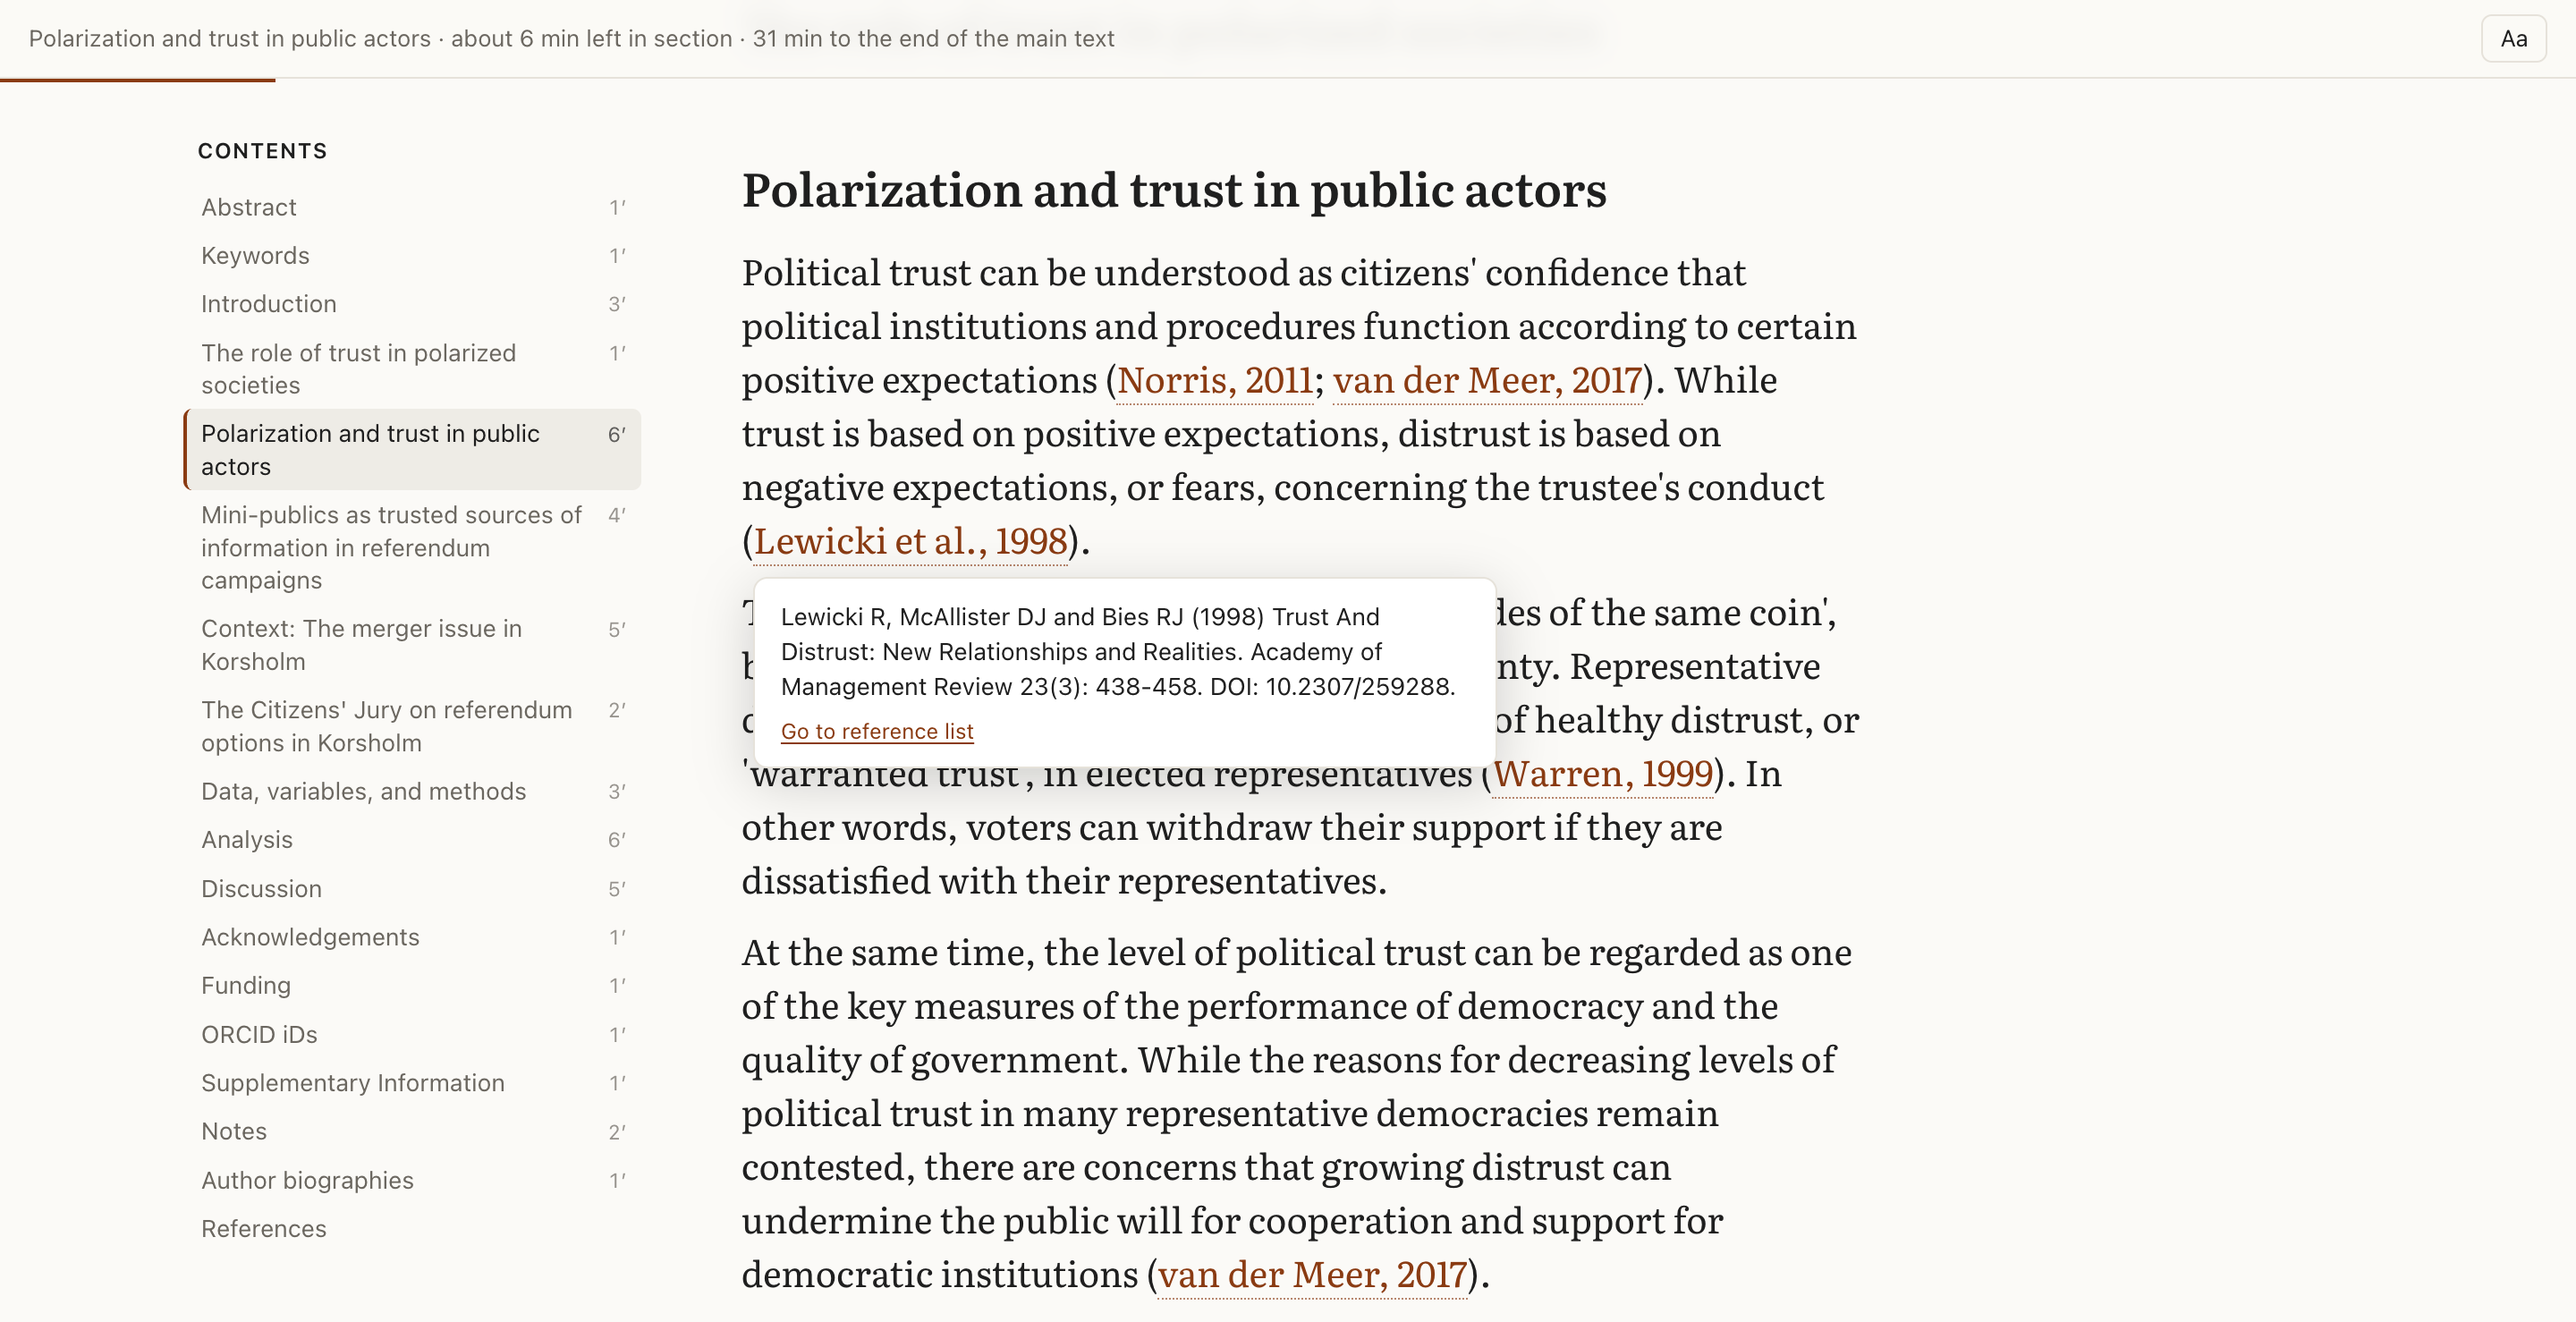 Polarization and trust in public actors · about 6 min left in section · 31 min to the end of the main text
Aa
CONTENTS
Abstract 1′
Keywords 1′
Introduction 3′
The role of trust in polarized 1′
societies
Polarization and trust in public 6′
actors
Mini-publics as trusted sources of 4′
information in referendum
campaigns
Context: The merger issue in 5′
Korsholm
The Citizens' Jury on referendum 2′
options in Korsholm
Data, variables, and methods 3′
Analysis 6′
Discussion 5′
Acknowledgements 1′
Funding 1′
ORCID iDs 1′
Supplementary Information 1′
Notes 2′
Author biographies 1′
References
Polarization and trust in public actors
Political trust can be understood as citizens' confidence that
political institutions and procedures function according to certain
positive expectations (Norris, 2011; van der Meer, 2017). While
trust is based on positive expectations, distrust is based on
negative expectations, or fears, concerning the trustee's conduct
(Lewicki et al., 1998).
Lewicki R, McAllister DJ and Bies RJ (1998) Trust And
Distrust: New Relationships and Realities. Academy of
Management Review 23(3): 438-458. DOI: 10.2307/259288.
Go to reference list
of the same coin',
Representative
of healthy distrust, or
'warranted trust', in elected representatives (Warren, 1999). In
other words, voters can withdraw their support if they are
dissatisfied with their representatives.
At the same time, the level of political trust can be regarded as one
of the key measures of the performance of democracy and the
quality of government. While the reasons for decreasing levels of
political trust in many representative democracies remain
contested, there are concerns that growing distrust can
undermine the public will for cooperation and support for
democratic institutions (van der Meer, 2017).